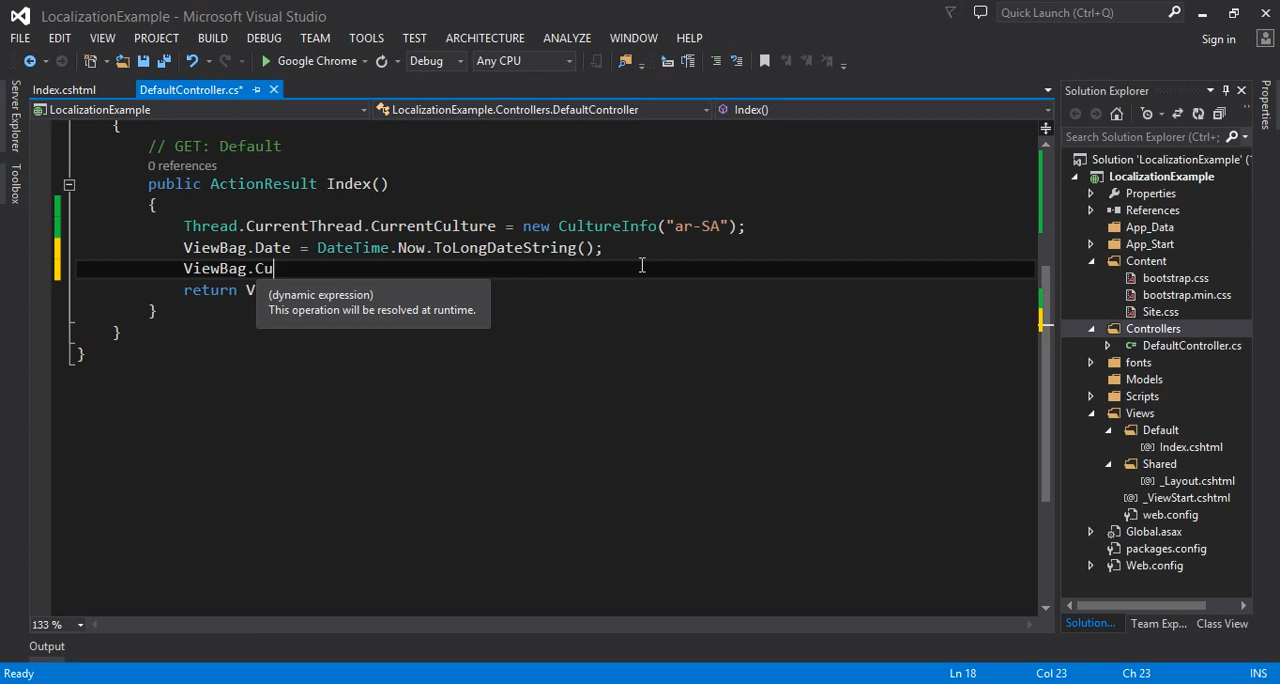 LocalizationExample - Microsoft Visual Studio
Quick Launch (Ctrl+Q)
FILE EDIT VIEW PROJECT BUILD DEBUG TEAM TOOLS TEST ARCHITECTURE ANALYZE WINDOW HELP
Sign in
Google Chrome Debug Any CPU
Server Explorer
Toolbox
Index.cshtml DefaultController.cs*
LocalizationExample LocalizationExample.Controllers.DefaultController Index()
{
// GET: Default
0 references
public ActionResult Index()
{
Thread.CurrentThread.CurrentCulture = new CultureInfo("ar-SA");
ViewBag.Date = DateTime.Now.ToLongDateString();
ViewBag.Cu
return V
(dynamic expression)
This operation will be resolved at runtime.
}
}
}
133 %
Solution Explorer
Search Solution Explorer (Ctrl+;
Solution 'LocalizationExample' (1
LocalizationExample
Properties
References
App_Data
App_Start
Content
bootstrap.css
bootstrap.min.css
Site.css
Controllers
DefaultController.cs
fonts
Models
Scripts
Views
Default
Index.cshtml
Shared
_Layout.cshtml
_ViewStart.cshtml
web.config
Global.asax
packages.config
Web.config
Solution... Team Exp... Class View
Properties
Output
Ready Ln 18 Col 23 Ch 23 INS